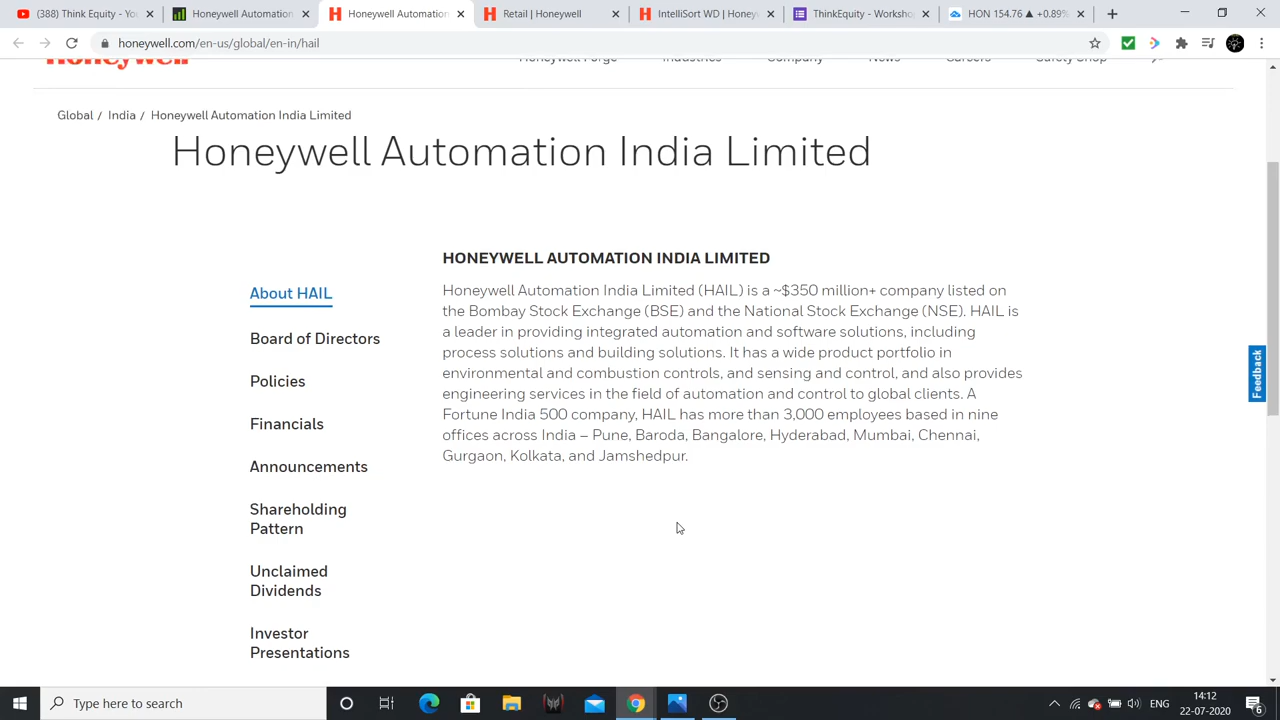 (388) Think Equity - You
Honeywell Automation India
Honeywell Automation
Retail | Honeywell
IntelliSort WD | Honeyw
ThinkEquity - Workshop
HON 154.76 ▲ +0.89%
honeywell.com/en-us/global/en-in/hail
Honeywell
Honeywell Forge
Industries
Company
News
Careers
Safety Shop
Global / India / Honeywell Automation India Limited
Honeywell Automation India Limited
HONEYWELL AUTOMATION INDIA LIMITED
About HAIL
Honeywell Automation India Limited (HAIL) is a ~$350 million+ company listed on
the Bombay Stock Exchange (BSE) and the National Stock Exchange (NSE). HAIL is
a leader in providing integrated automation and software solutions, including
process solutions and building solutions. It has a wide product portfolio in
environmental and combustion controls, and sensing and control, and also provides
engineering services in the field of automation and control to global clients. A
Fortune India 500 company, HAIL has more than 3,000 employees based in nine
offices across India – Pune, Baroda, Bangalore, Hyderabad, Mumbai, Chennai,
Gurgaon, Kolkata, and Jamshedpur.
Board of Directors
Policies
Financials
Announcements
Shareholding
Pattern
Unclaimed
Dividends
Investor
Presentations
Feedback
Type here to search
ENG
14:12
22-07-2020
6